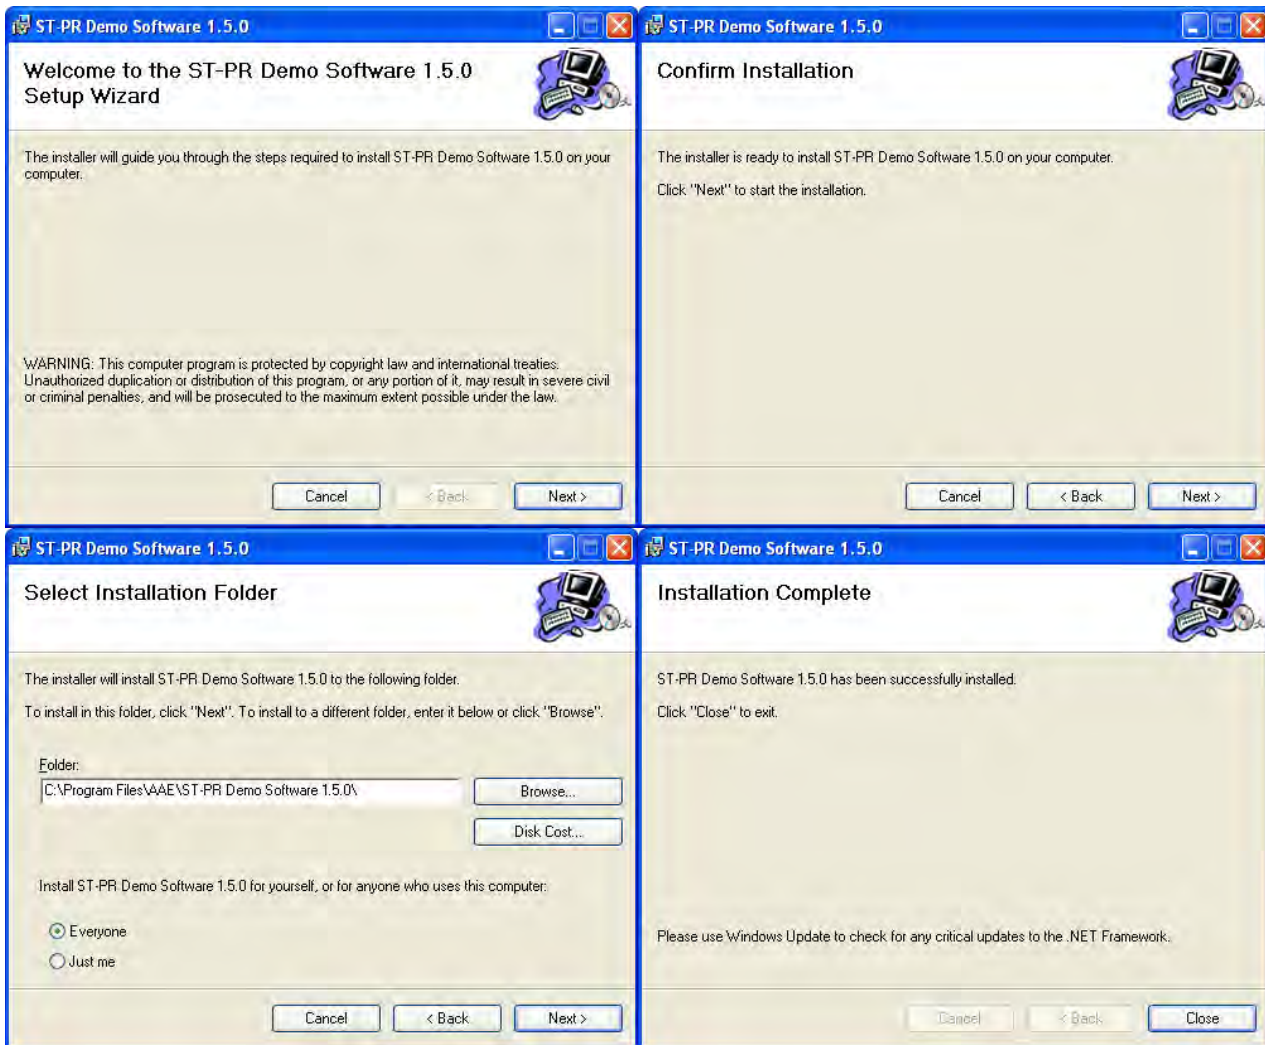 ST-PR Demo Software 1.5.0
Welcome to the ST-PR Demo Software 1.5.0
Setup Wizard
The installer will guide you through the steps required to install ST-PR Demo Software 1.5.0 on your
computer.
WARNING: This computer program is protected by copyright law and international treaties.
Unauthorized duplication or distribution of this program, or any portion of it, may result in severe civil
or criminal penalties, and will be prosecuted to the maximum extent possible under the law.
Cancel
< Back
Next >
ST-PR Demo Software 1.5.0
Confirm Installation
The installer is ready to install ST-PR Demo Software 1.5.0 on your computer.
Click "Next" to start the installation.
Cancel
< Back
Next >
ST-PR Demo Software 1.5.0
Select Installation Folder
The installer will install ST-PR Demo Software 1.5.0 to the following folder.
To install in this folder, click "Next". To install to a different folder, enter it below or click "Browse".
Folder:
C:\Program Files\AAE\ST-PR Demo Software 1.5.0\
Browse...
Disk Cost...
Install ST-PR Demo Software 1.5.0 for yourself, or for anyone who uses this computer:
Everyone
Just me
Cancel
< Back
Next >
ST-PR Demo Software 1.5.0
Installation Complete
ST-PR Demo Software 1.5.0 has been successfully installed.
Click "Close" to exit.
Please use Windows Update to check for any critical updates to the .NET Framework.
Cancel
< Back
Close